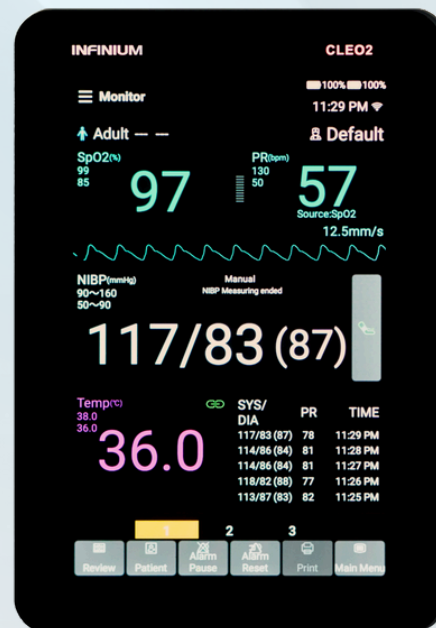 INFINIUM CLEO2
100% 100%
Monitor 11:29 PM
Adult — — Default
SpO2(%) PR(bpm)
99 130
85 50
97 57
Source:SpO2
12.5mm/s
NIBP(mmHg) Manual
90~160 NIBP Measuring ended
50~90
117/83 (87)
Temp(°C) SYS/DIA PR TIME
38.0
36.0
36.0
117/83 (87) 78 11:29 PM
114/86 (84) 81 11:28 PM
114/86 (84) 81 11:27 PM
118/82 (88) 77 11:26 PM
113/87 (83) 82 11:25 PM
1 2 3
Review Patient Alarm Pause Alarm Reset Print Main Menu